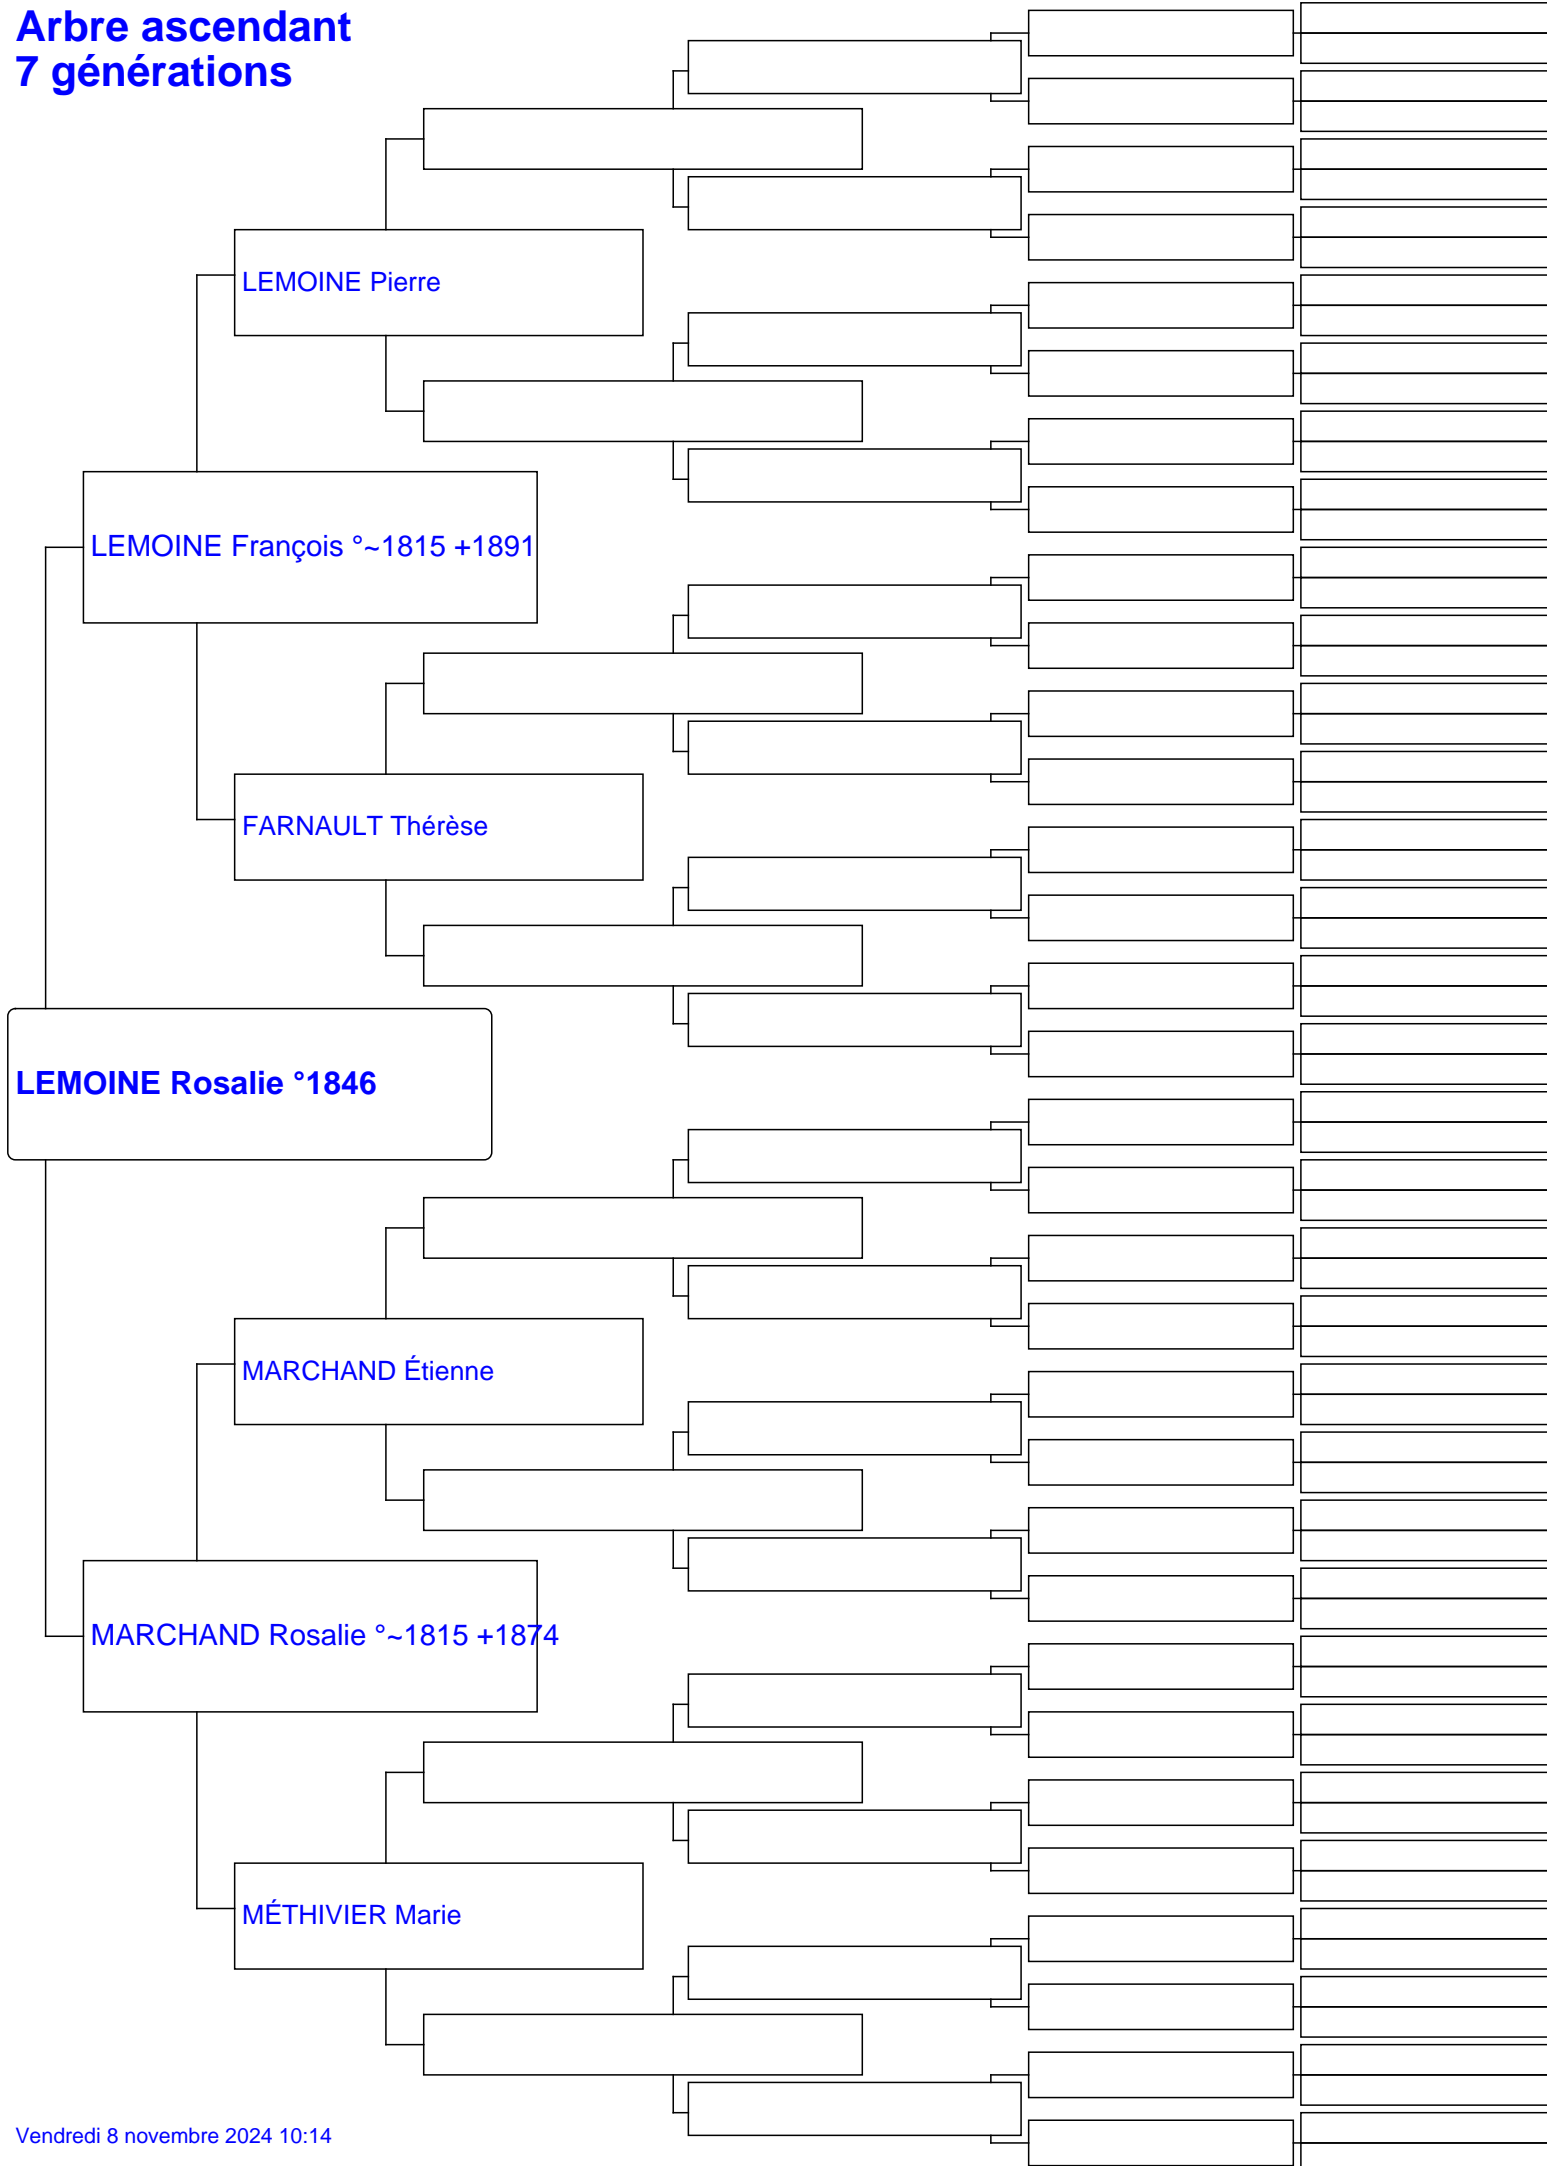 Arbre ascendant
7 générations
LEMOINE Pierre
LEMOINE François °~1815 +1891
FARNAULT Thérèse
LEMOINE Rosalie °1846
MARCHAND Étienne
MARCHAND Rosalie °~1815 +1874
MÉTHIVIER Marie
Vendredi 8 novembre 2024 10:14